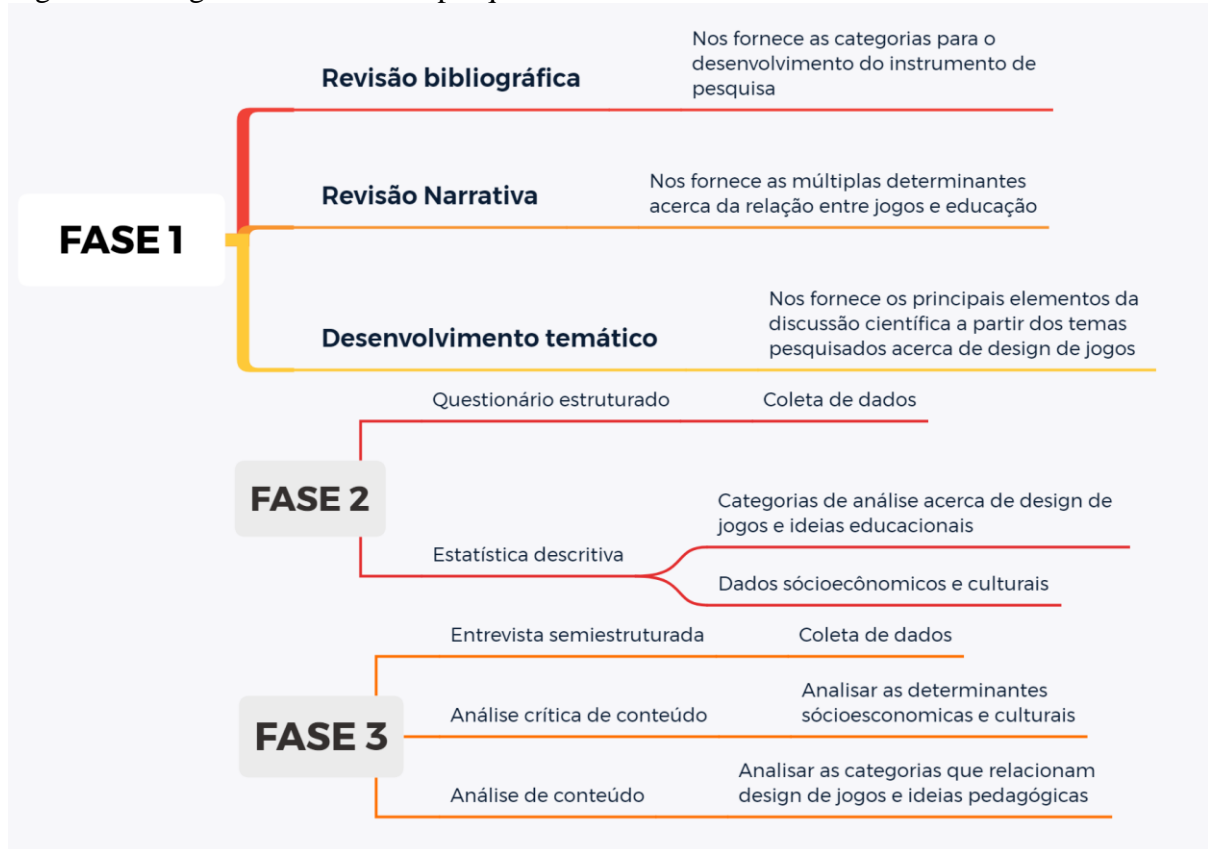 Nos fornece as categorias para o
desenvolvimento do instrumento de
pesquisa
Revisão bibliográfica
Nos fornece as múltiplas determinantes
acerca da relação entre jogos e educação
Revisão Narrativa
FASE 1
Nos fornece os principais elementos da
discussão científica a partir dos temas
pesquisados acerca de design de jogos
Desenvolvimento temático
Questionário estruturado
Coleta de dados
FASE 2
Categorias de análise acerca de design de
jogos e ideias educacionais
Estatística descritiva
Dados sócioecônomicos e culturais
Entrevista semiestruturada
Coleta de dados
Analisar as determinantes
sócioesconomicas e culturais
Análise crítica de conteúdo
FASE 3
Analisar as categorias que relacionam
design de jogos e ideias pedagógicas
Análise de conteúdo